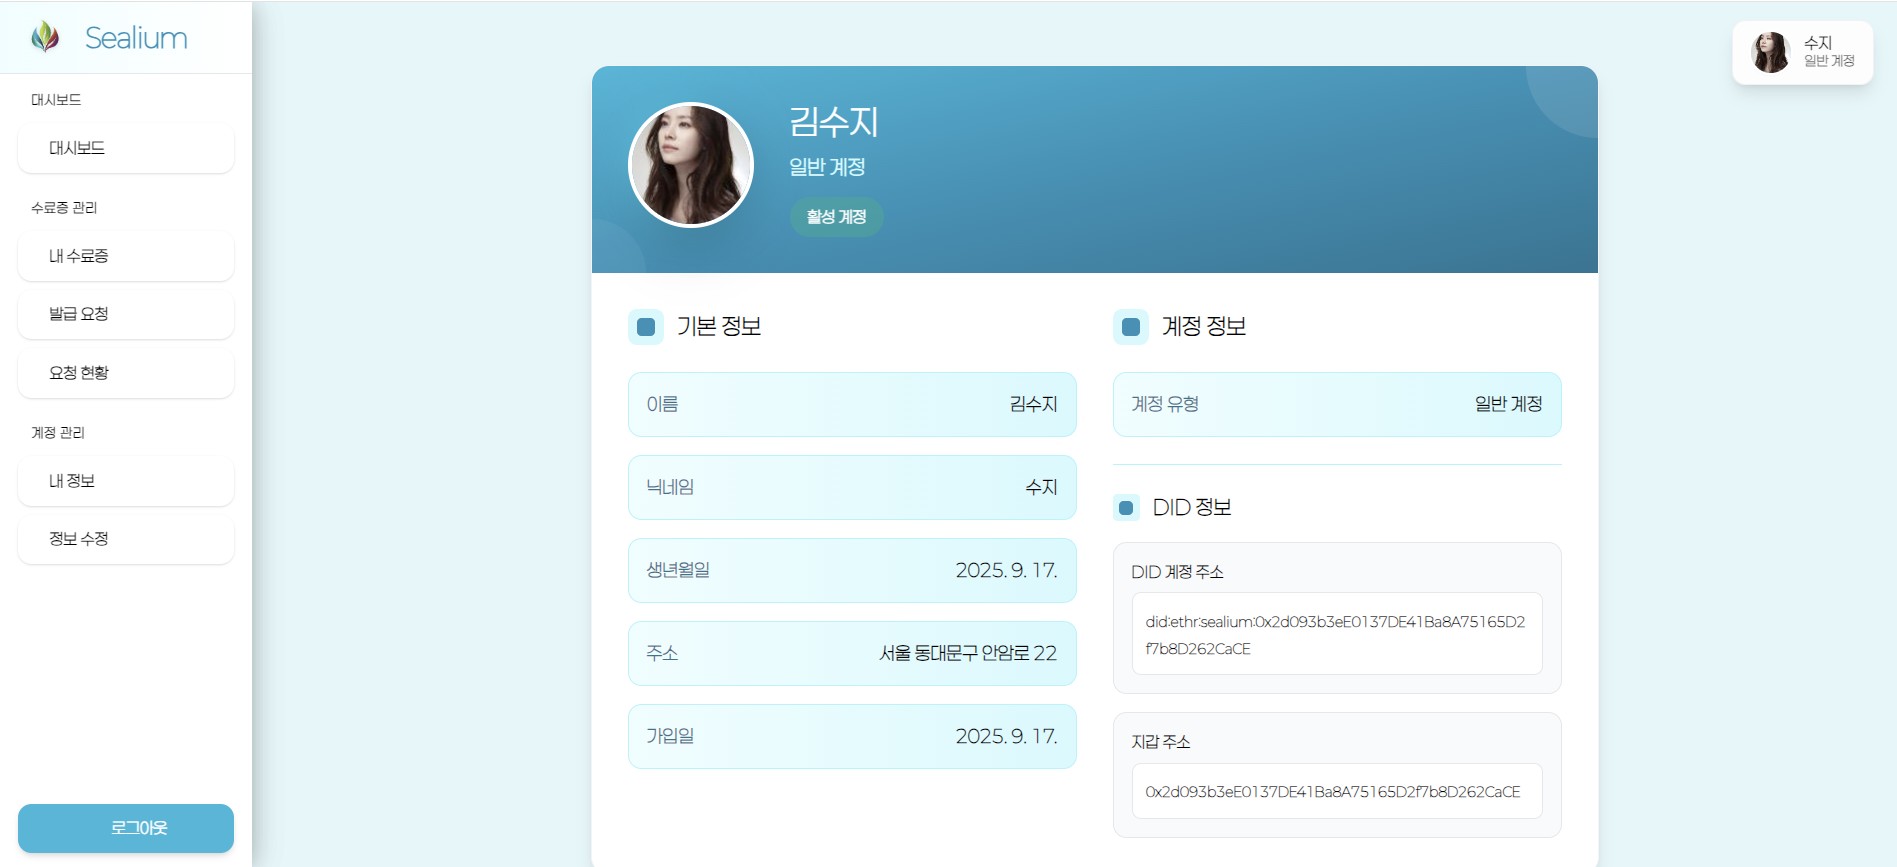 Sealium
대시보드
대시보드
수료증 관리
내 수료증
발급 요청
요청 현황
계정 관리
내 정보
정보 수정
로그아웃
수지
일반 계정
김수지
일반 계정
활성 계정
기본 정보
이름 김수지
닉네임 수지
생년월일 2025. 9. 17.
주소 서울 동대문구 안암로 22
가입일 2025. 9. 17.
계정 정보
계정 유형 일반 계정
DID 정보
DID 계정 주소
did:ethr:sealium:0x2d093b3eE0137DE41Ba8A75165D2
f7b8D262CaCE
지갑 주소
0x2d093b3eE0137DE41Ba8A75165D2f7b8D262CaCE